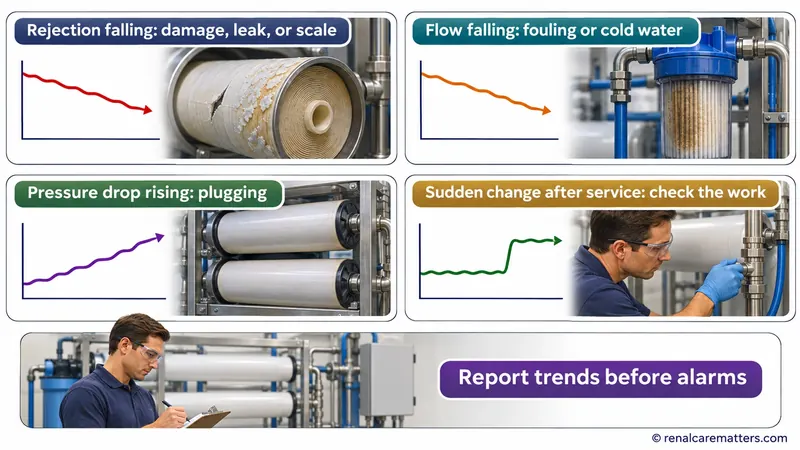 Rejection falling: damage, leak, or scale
Flow falling: fouling or cold water
Pressure drop rising: plugging
Sudden change after service: check the work
Report trends before alarms
© renalcarematters.com